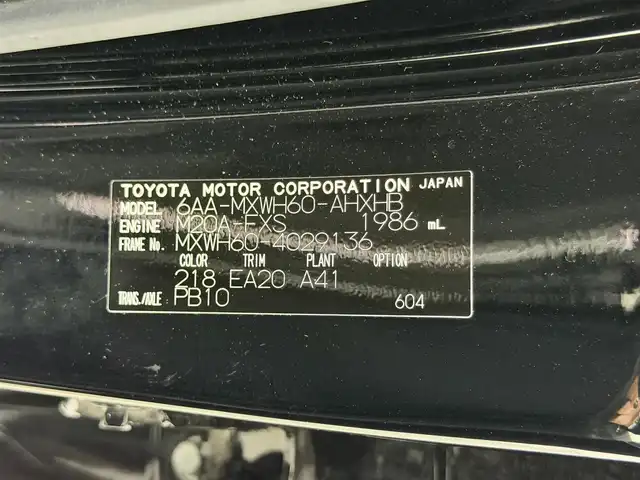 TOYOTA MOTOR CORPORATION JAPAN
MODEL 6AA-MXWH60-AHXHB
ENGINE M20A-FXS 1986 mL
FRAME No. MXWH60-4029136
COLOR TRIM PLANT OPTION
218 EA20 A41
TRANS./AXLE PB10 604